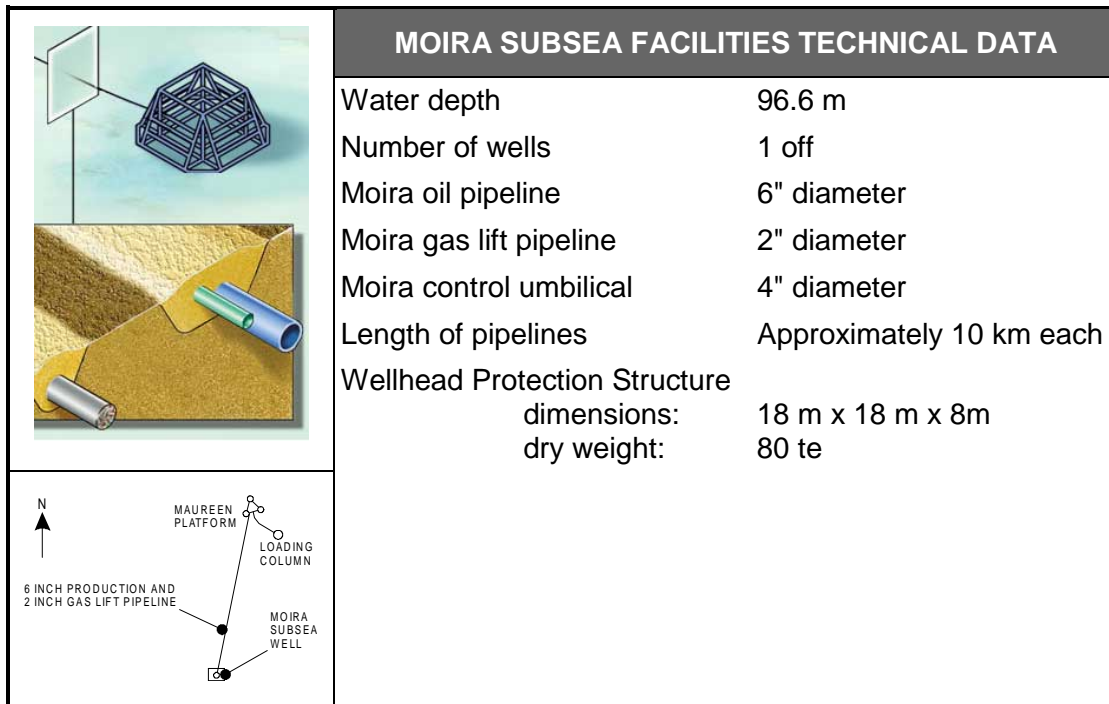 MOIRA SUBSEA FACILITIES TECHNICAL DATA
Water depth 96.6 m
Number of wells 1 off
Moira oil pipeline 6" diameter
Moira gas lift pipeline 2" diameter
Moira control umbilical 4" diameter
Length of pipelines Approximately 10 km each
Wellhead Protection Structure
dimensions: 18 m x 18 m x 8m
dry weight: 80 te
N
MAUREEN
PLATFORM
LOADING
COLUMN
6 INCH PRODUCTION AND
2 INCH GAS LIFT PIPELINE
MOIRA
SUBSEA
WELL